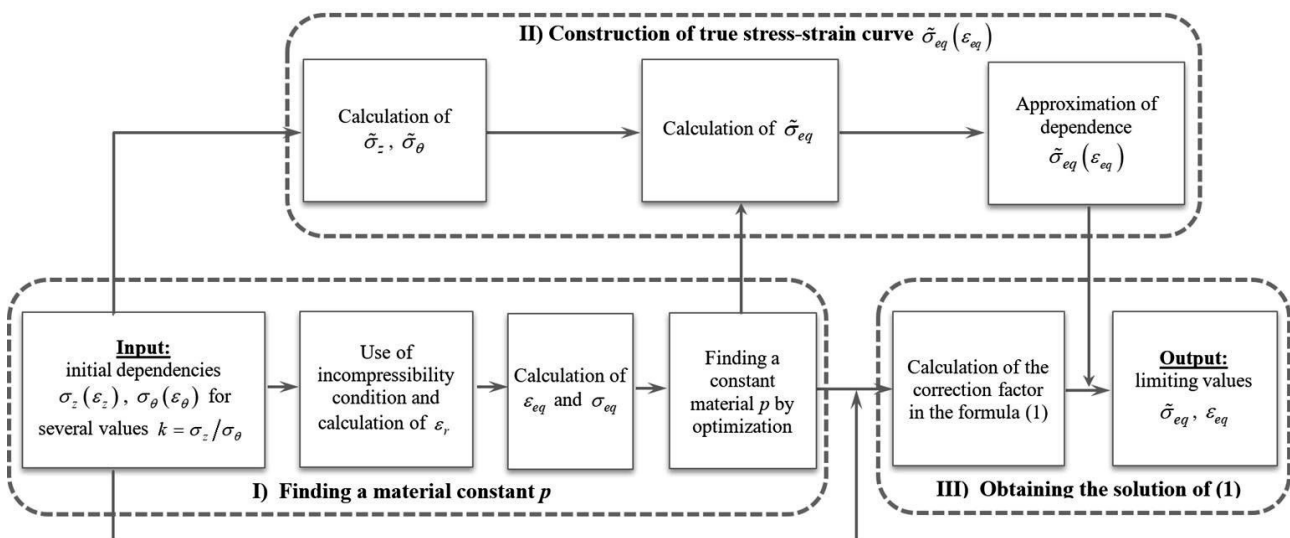 II) Construction of true stress-strain curve σ̃eq(εeq)
Calculation of
σ̃z , σ̃θ
Calculation of σ̃eq
Approximation of
dependence
σ̃eq(εeq)
Input:
initial dependencies
σz(εz) , σθ(εθ) for
several values k = σz/σθ
Use of
incompressibility
condition and
calculation of εr
Calculation of
εeq and σeq
Finding a
constant
material p by
optimization
I) Finding a material constant p
Calculation of the
correction factor
in the formula (1)
Output:
limiting values
σ̃eq , εeq
III) Obtaining the solution of (1)